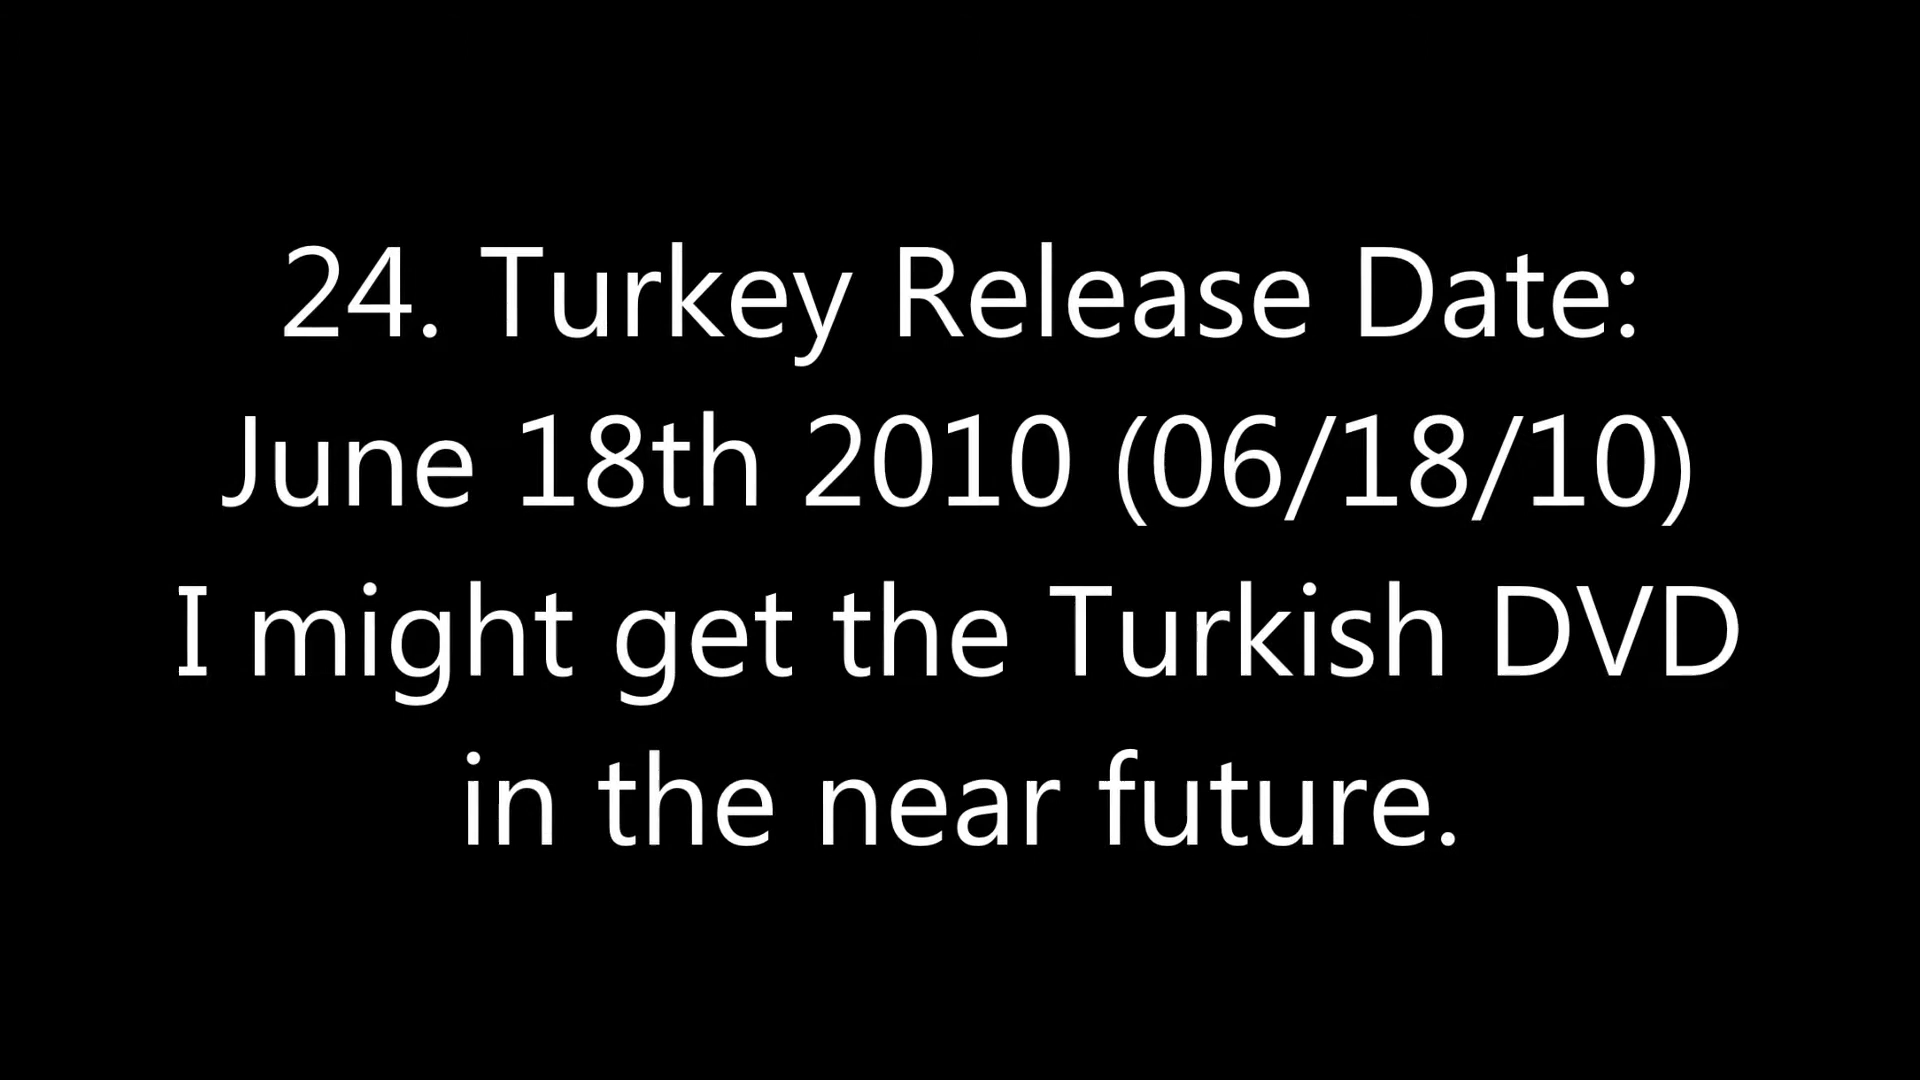 24. Turkey Release Date:
June 18th 2010 (06/18/10)
I might get the Turkish DVD
in the near future.